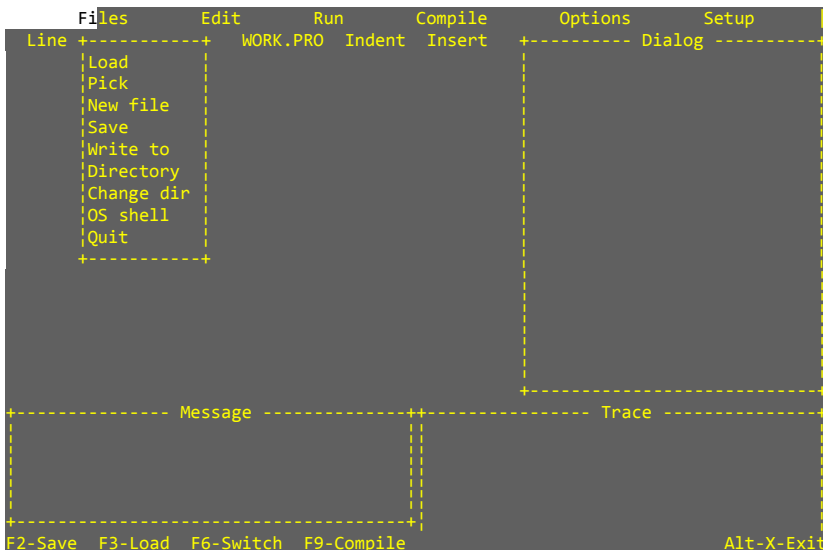 Files Edit Run Compile Options Setup
Line WORK.PRO Indent Insert Dialog
Load
Pick
New file
Save
Write to
Directory
Change dir
OS shell
Quit
Message Trace
F2-Save F3-Load F6-Switch F9-Compile Alt-X-Exit